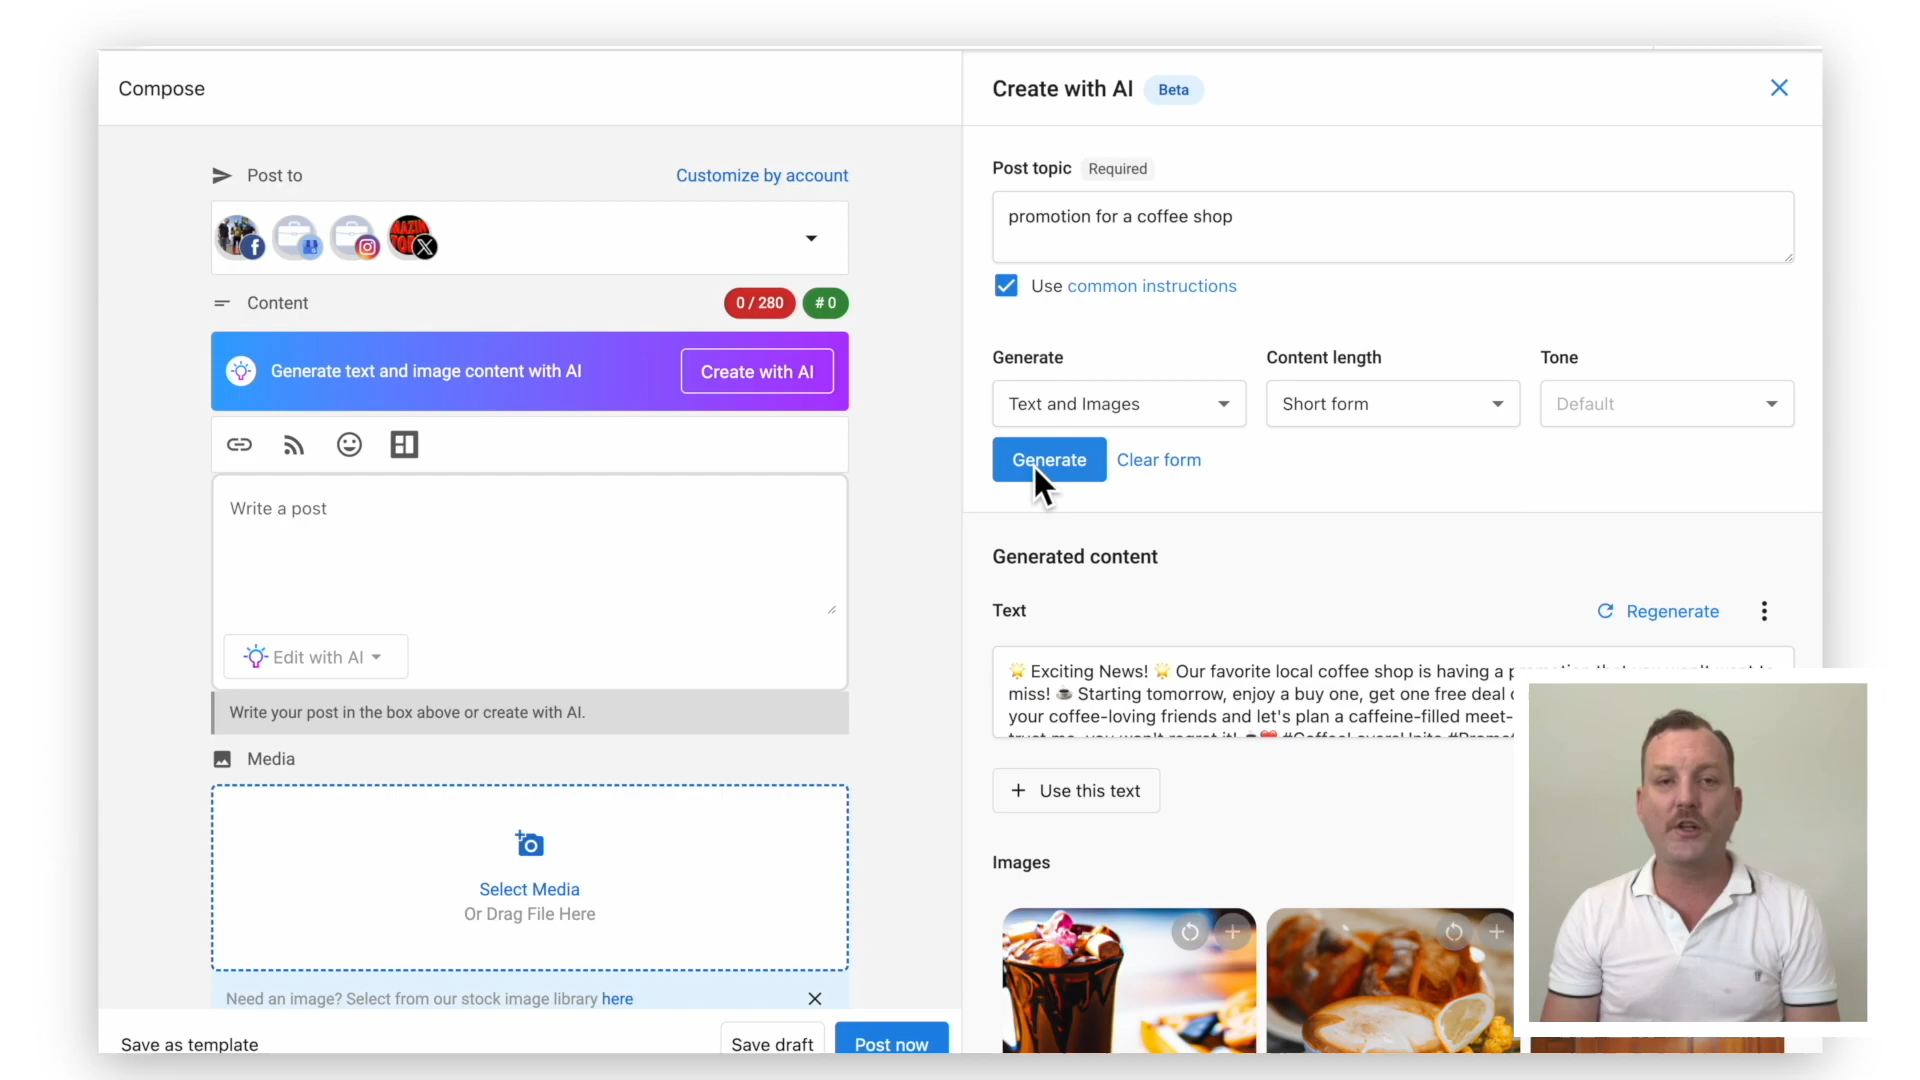 Compose
Post to
Customize by account
Content
0 / 280
# 0
Generate text and image content with AI
Create with AI
Write a post
Edit with AI
Write your post in the box above or create with AI.
Media
Select Media
Or Drag File Here
Need an image? Select from our stock image library here
Save as template
Save draft
Post now
Create with AI
Beta
Post topic
Required
promotion for a coffee shop
Use common instructions
Generate
Content length
Tone
Text and Images
Short form
Default
Generate
Clear form
Generated content
Text
Regenerate
🌟 Exciting News! 🌟 Our favorite local coffee shop is having a
miss! ☕ Starting tomorrow, enjoy a buy one, get one free deal
your coffee-loving friends and let's plan a caffeine-filled meet-
trust me, you won't regret it! ☕❤️ #CoffeeLoversUnite
Use this text
Images